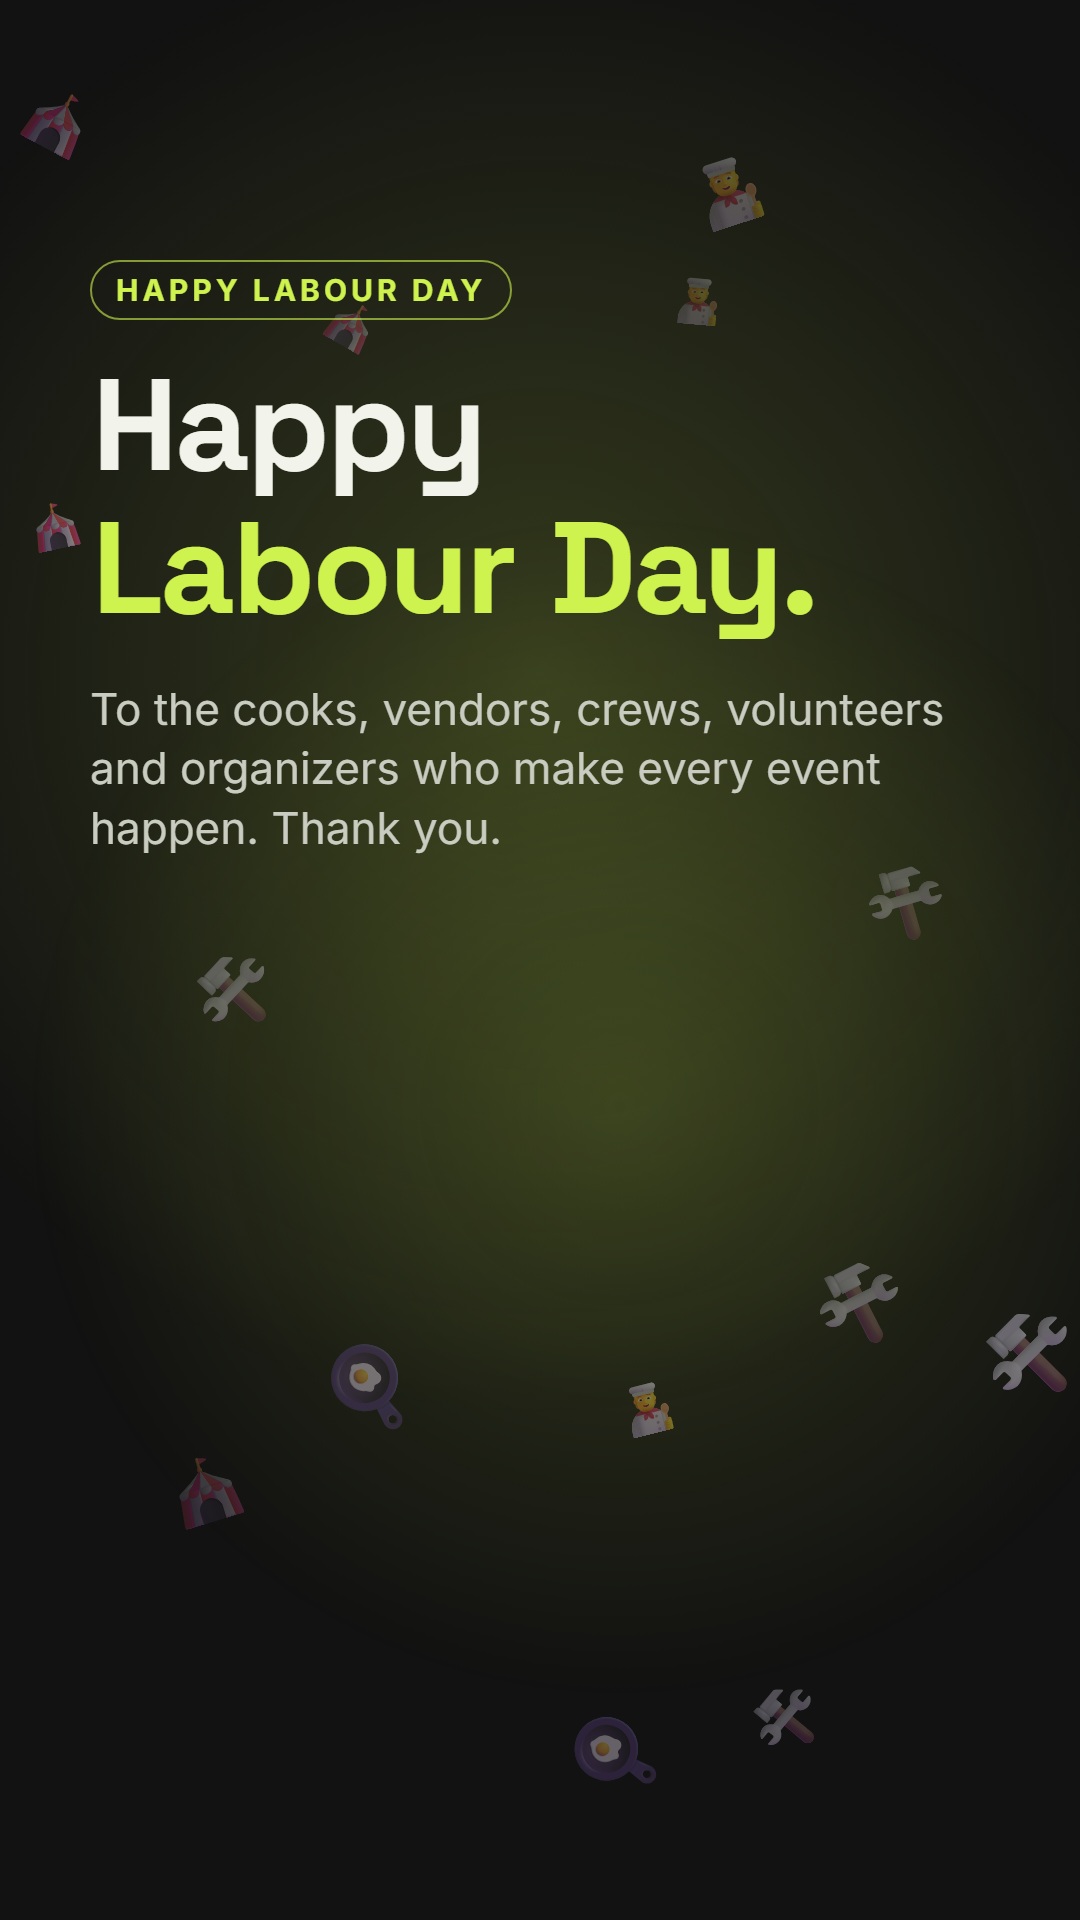 HAPPY LABOUR DAY
Happy
Labour Day.
To the cooks, vendors, crews, volunteers
and organizers who make every event
happen. Thank you.